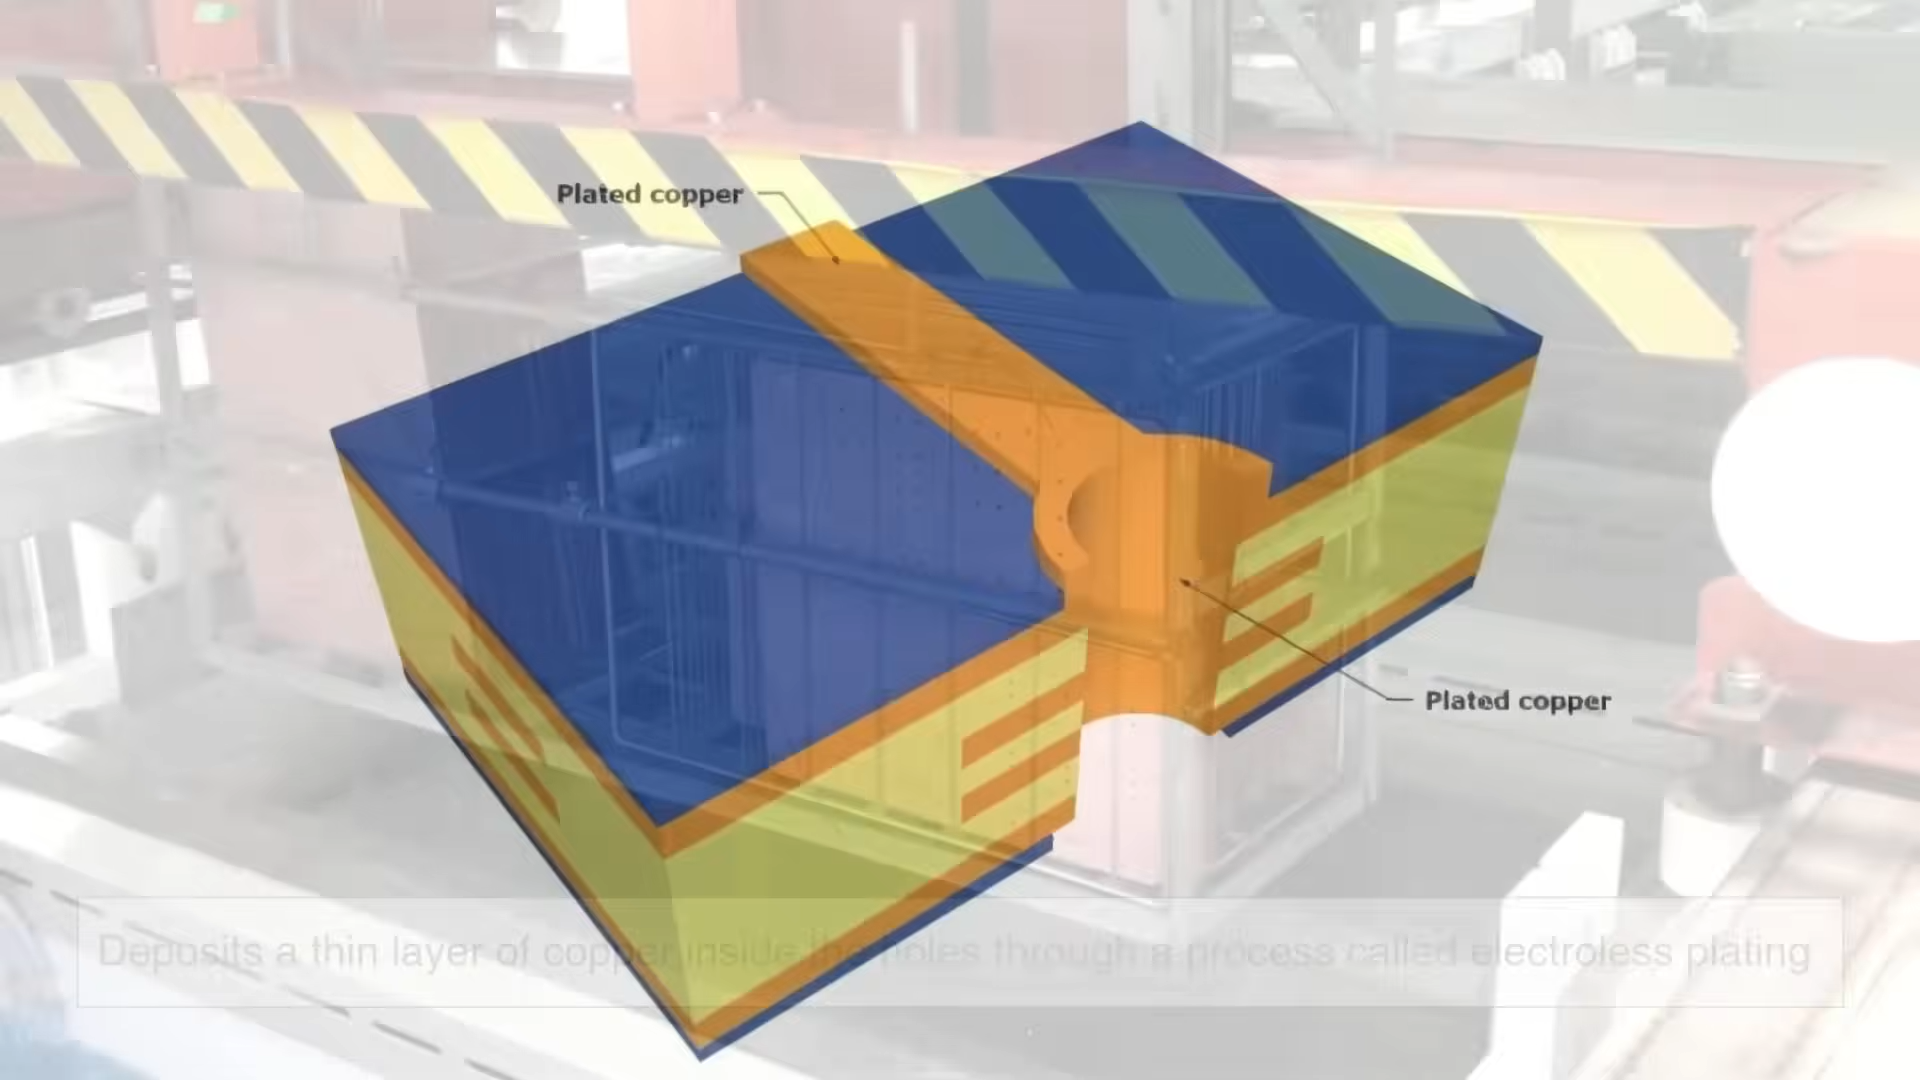 Plated copper
Plated copper
Deposits a thin layer of copper inside the holes through a process called electroless plating